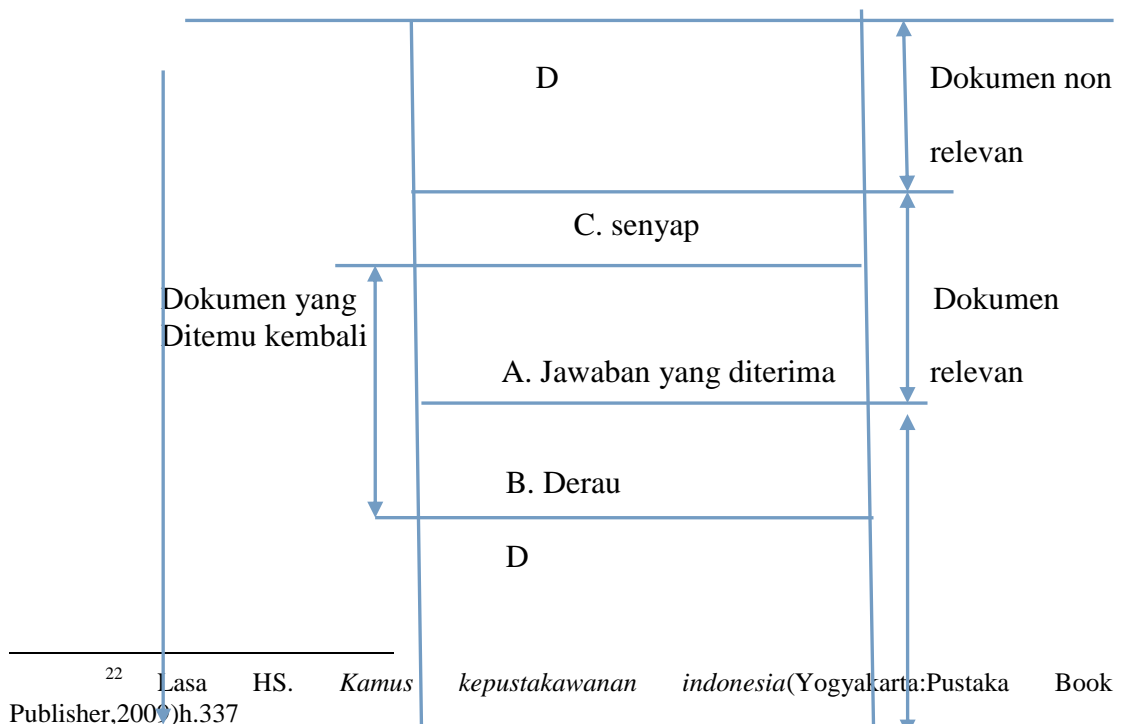 D
Dokumen non
relevan
C. senyap
Dokumen yang
Ditemu kembali
Dokumen
A. Jawaban yang diterima
relevan
B. Derau
D
22 Lasa HS. Kamus kepustakawanan indonesia(Yogyakarta:Pustaka Book
Publisher,2009)h.337